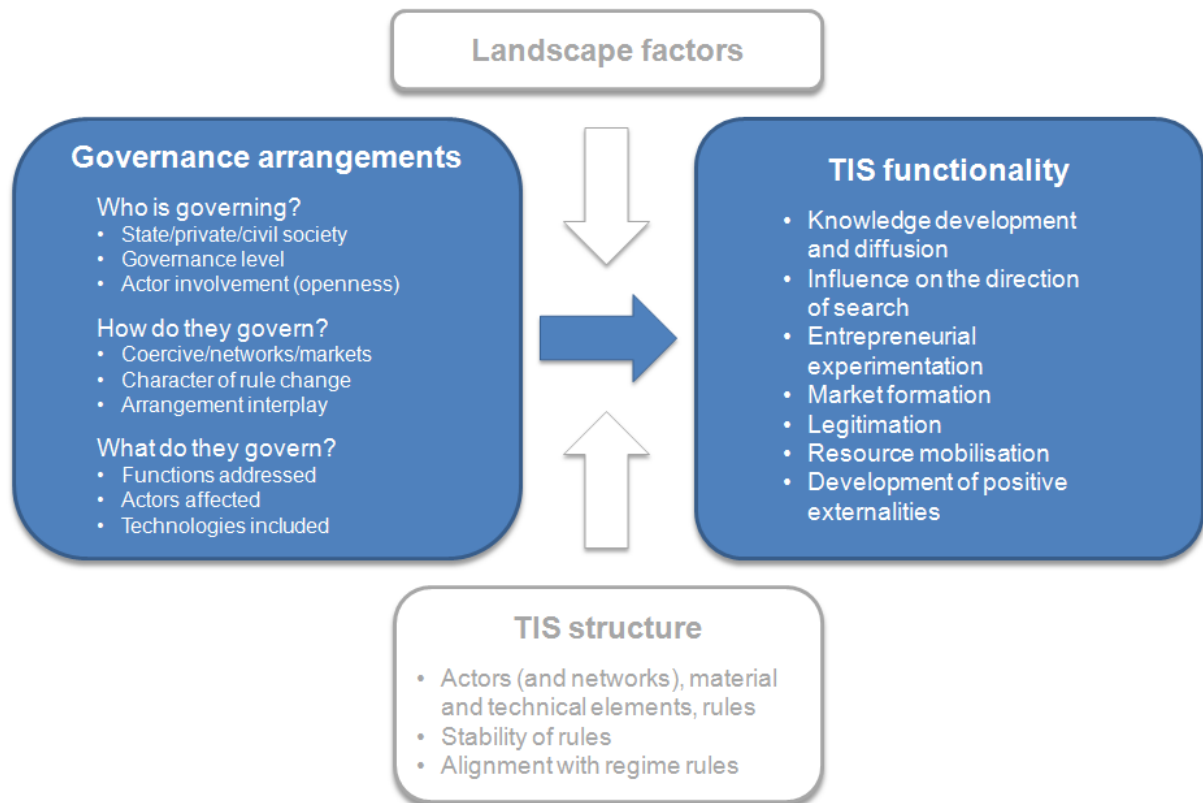 Landscape factors
Governance arrangements
Who is governing?
• State/private/civil society
• Governance level
• Actor involvement (openness)
How do they govern?
• Coercive/networks/markets
• Character of rule change
• Arrangement interplay
What do they govern?
• Functions addressed
• Actors affected
• Technologies included
TIS functionality
• Knowledge development
and diffusion
• Influence on the direction
of search
• Entrepreneurial
experimentation
• Market formation
• Legitimation
• Resource mobilisation
• Development of positive
externalities
TIS structure
• Actors (and networks), material
and technical elements, rules
• Stability of rules
• Alignment with regime rules